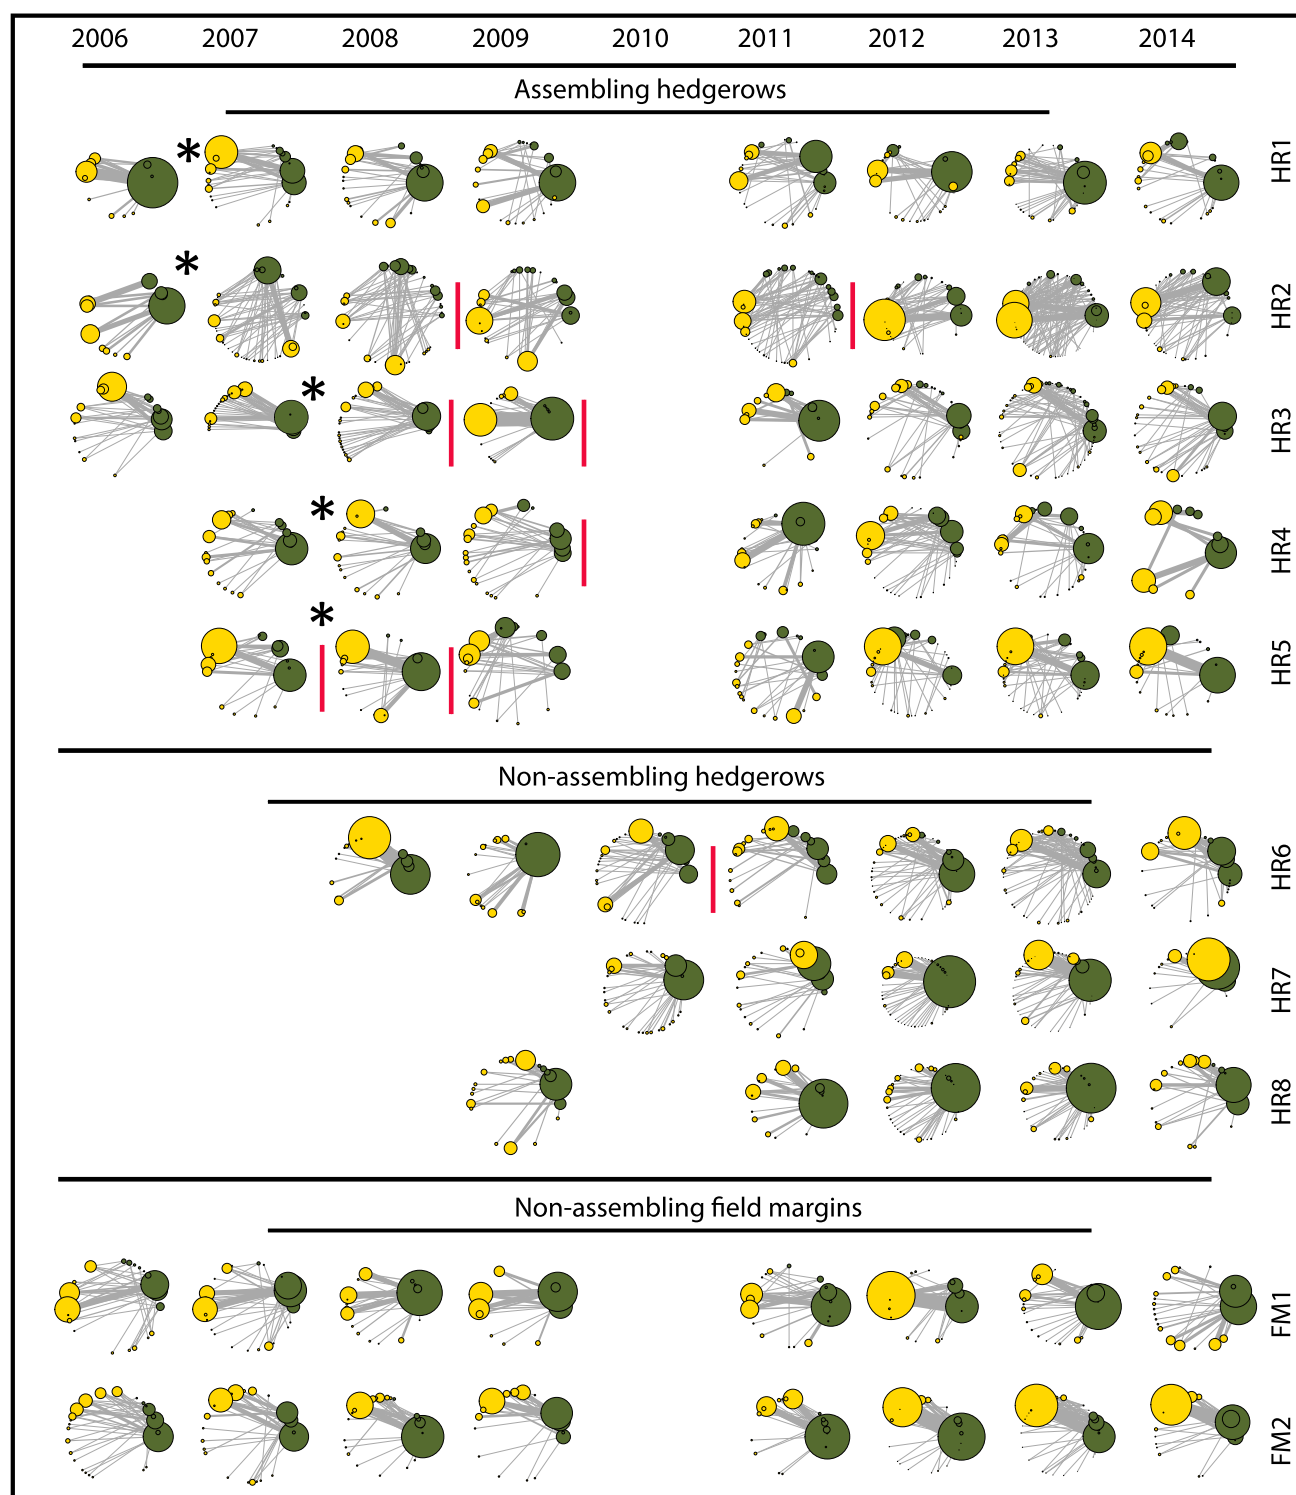 2006 2007 2008 2009 2010 2011 2012 2013 2014
Assembling hedgerows
* HR1
* HR2
* HR3
* HR4
* HR5
Non-assembling hedgerows
HR6
HR7
HR8
Non-assembling field margins
FM1
FM2